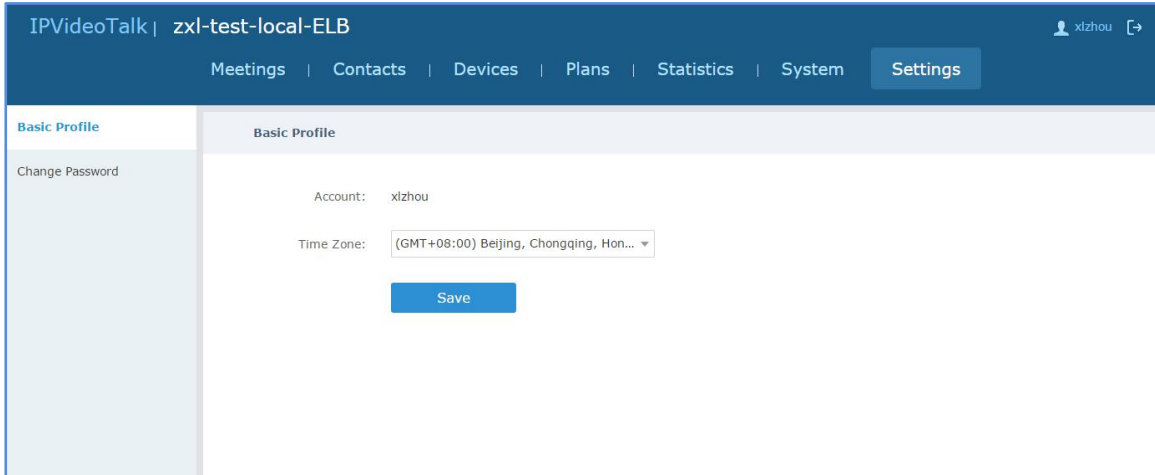 IPVideoTalk | zxl-test-local-ELB
xlzhou
Meetings | Contacts | Devices | Plans | Statistics | System Settings
Basic Profile
Change Password
Basic Profile
Account: xlzhou
Time Zone: (GMT+08:00) Beijing, Chongqing, Hon...
Save